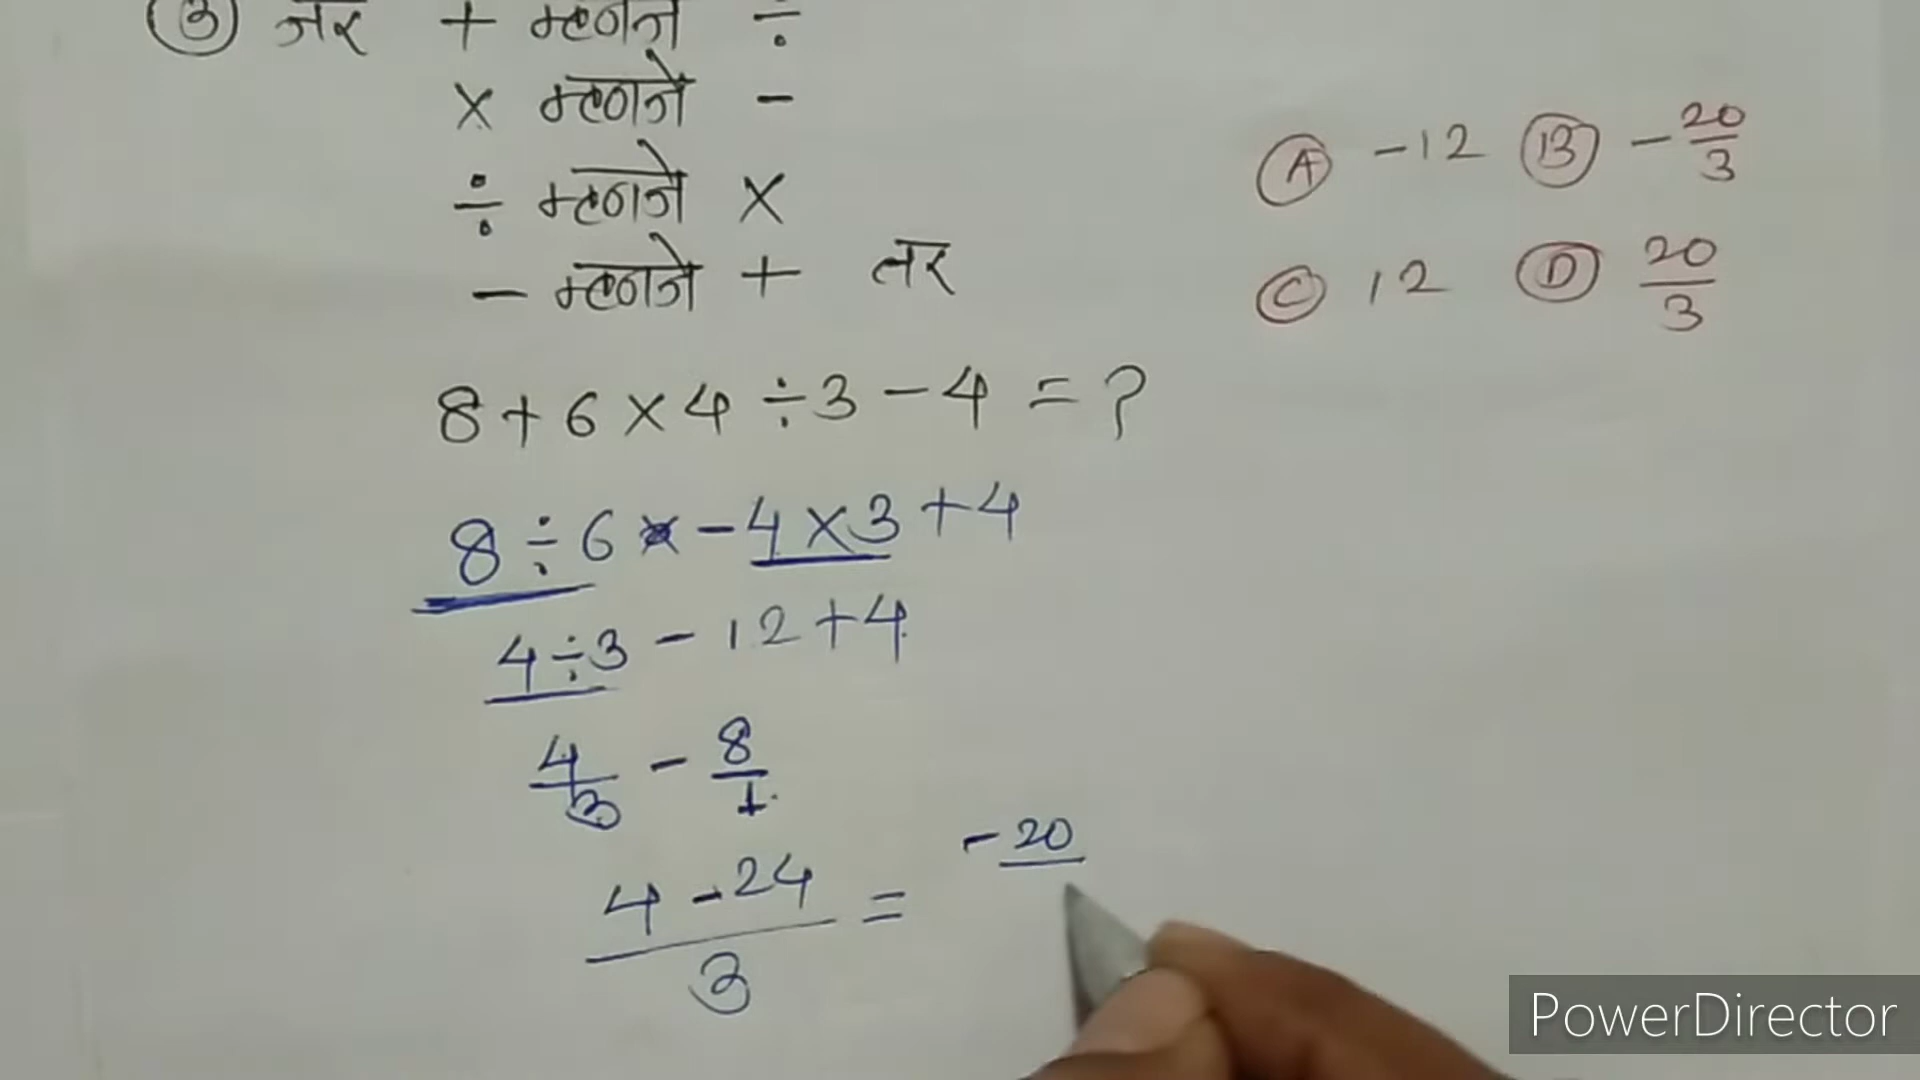 ③ जर + म्हणजे ÷
× म्हणजे -
÷ म्हणजे ×
- म्हणजे + तर
Ⓐ -12 Ⓑ -20/3
Ⓒ 12 Ⓓ 20/3
8 + 6 × 4 ÷ 3 - 4 = ?
8 ÷ 6 - 4 × 3 + 4
4 ÷ 3 - 12 + 4
4/3 - 8/1
4 - 24/3 = -20
PowerDirector